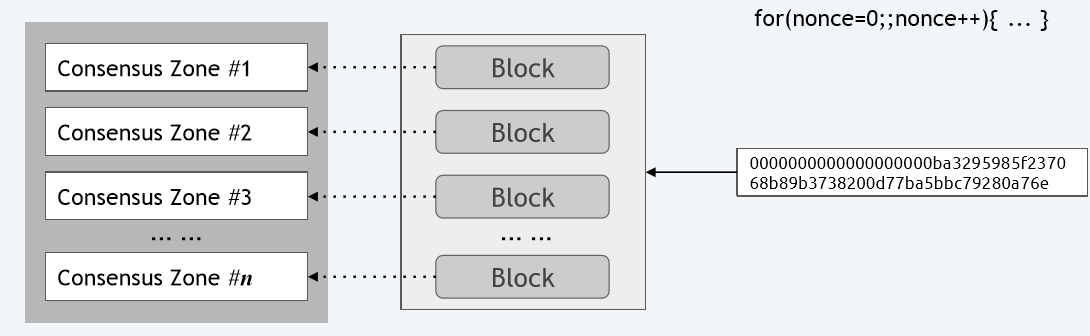 for(nonce=0;;nonce++){ ... }
Consensus Zone #1
Block
Consensus Zone #2
Block
0000000000000000000ba3295985f2370
68b89b3738200d77ba5bbc79280a76e
Consensus Zone #3
Block
... ...
... ...
Consensus Zone #n
Block